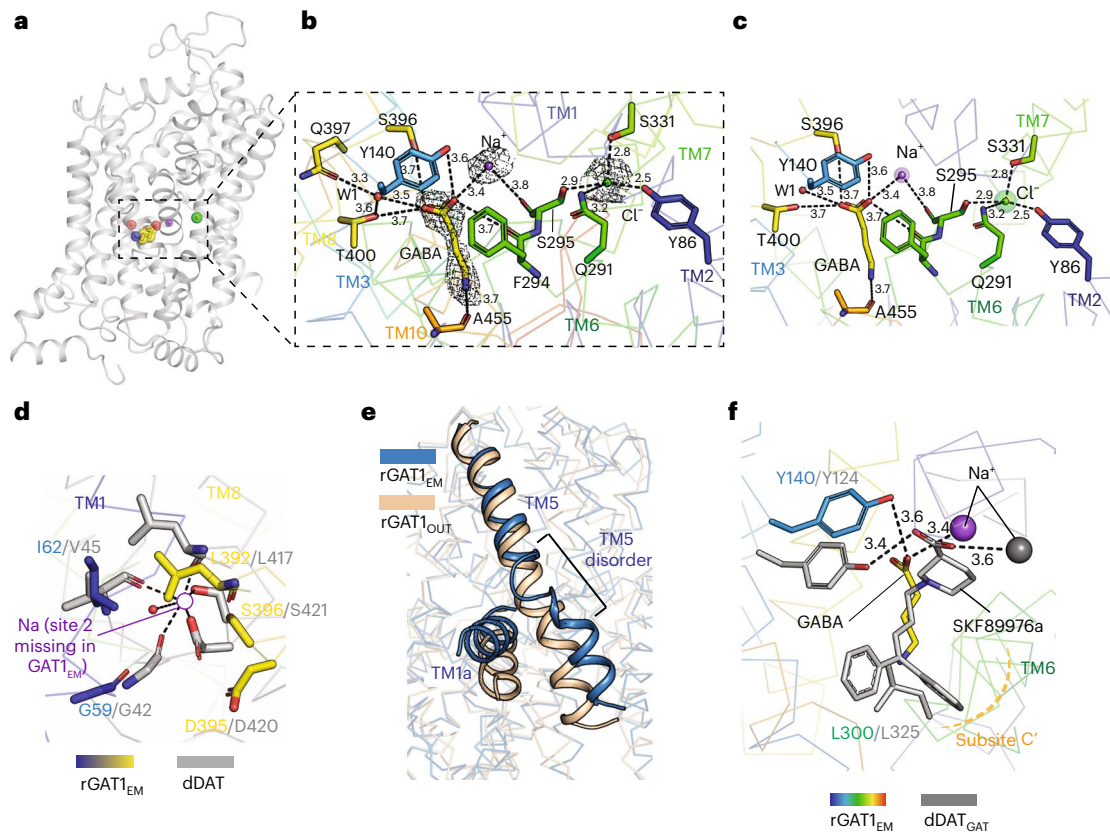 a
b
Q397
S396
Y140
W1
T400
TM8
TM3
GABA
TM10
A455
Na⁺
TM1
S331
TM7
Cl⁻
S295
F294
Q291
Y86
TM2
TM6
3.3
3.7
3.6
3.5
3.6
3.7
3.4
3.8
3.7
3.7
2.9
2.8
3.2
2.5
c
S396
Y140
W1
T400
TM3
GABA
A455
Na⁺
S295
S331
TM7
Cl⁻
Q291
Y86
TM6
TM2
3.7
3.6
3.5
3.7
3.7
3.4
3.8
3.7
2.9
2.8
3.2
2.5
3.7
d
TM1
TM8
I62/V45
L392/L417
S396/S421
Na (site 2
missing in
GAT1EM)
G59/G42
D395/D420
rGAT1EM
dDAT
e
rGAT1EM
rGAT1OUT
TM5
TM5
disorder
TM1a
f
Y140/Y124
Na⁺
3.6
3.4
3.4
3.6
GABA
SKF89976a
TM6
L300/L325
Subsite C′
rGAT1EM
dDATGAT